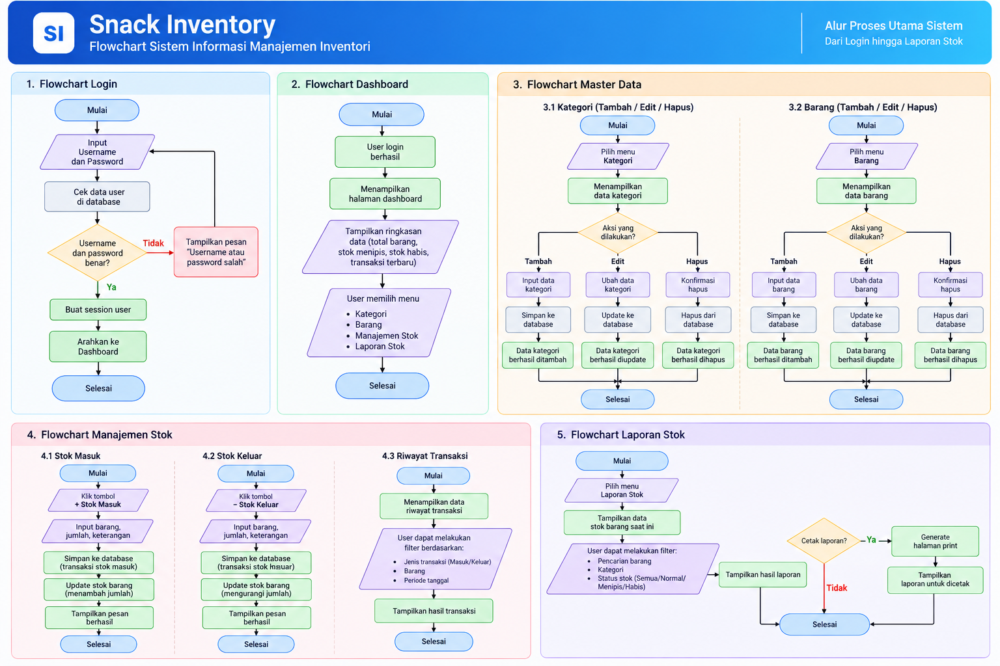 SI
Snack Inventory
Flowchart Sistem Informasi Manajemen Inventori
Alur Proses Utama Sistem
Dari Login hingga Laporan Stok
1. Flowchart Login
Mulai
Input
Username
dan Password
Cek data user
di database
Username
dan password
benar?
Tidak
Tampilkan pesan
"Username atau
password salah"
Ya
Buat session user
Arahkan ke
Dashboard
Selesai
2. Flowchart Dashboard
Mulai
User login
berhasil
Menampilkan
halaman dashboard
Tampilkan ringkasan
data (total barang,
stok menipis, stok habis,
transaksi terbaru)
User memilih menu
• Kategori
• Barang
• Manajemen Stok
• Laporan Stok
Selesai
3. Flowchart Master Data
3.1 Kategori (Tambah / Edit / Hapus)
Mulai
Pilih menu
Kategori
Menampilkan
data kategori
Aksi yang
dilakukan?
Tambah
Input data
kategori
Simpan ke
database
Data kategori
berhasil ditambah
Edit
Ubah data
kategori
Update ke
database
Data kategori
berhasil diupdate
Hapus
Konfirmasi
hapus
Hapus dari
database
Data kategori
berhasil dihapus
Selesai
3.2 Barang (Tambah / Edit / Hapus)
Mulai
Pilih menu
Barang
Menampilkan
data barang
Aksi yang
dilakukan?
Tambah
Input data
barang
Simpan ke
database
Data barang
berhasil ditambah
Edit
Ubah data
barang
Update ke
database
Data barang
berhasil diupdate
Hapus
Konfirmasi
hapus
Hapus dari
database
Data barang
berhasil dihapus
Selesai
4. Flowchart Manajemen Stok
4.1 Stok Masuk
Mulai
Klik tombol
+ Stok Masuk
Input barang,
jumlah, keterangan
Simpan ke database
(transaksi stok masuk)
Update stok barang
(menambah jumlah)
Tampilkan pesan
berhasil
Selesai
4.2 Stok Keluar
Mulai
Klik tombol
– Stok Keluar
Input barang,
jumlah, keterangan
Simpan ke database
(transaksi stok
Update stok barang
(mengurangi jumlah)
Tampilkan pesan
berhasil
Selesai
4.3 Riwayat Transaksi
Mulai
Menampilkan data
riwayat transaksi
User dapat melakukan
filter berdasarkan:
• Jenis transaksi (Masuk/Keluar)
• Barang
• Periode tanggal
Tampilkan hasil transaksi
Selesai
5. Flowchart Laporan Stok
Mulai
Pilih menu
Laporan Stok
Tampilkan data
stok barang saat ini
User dapat melakukan filter:
• Pencarian barang
• Kategori
• Status stok (Semua/Normal/
Menipis/Habis)
Tampilkan hasil laporan
Cetak laporan?
Ya
Generate
halaman print
Tampilkan
laporan untuk dicetak
Tidak
Selesai